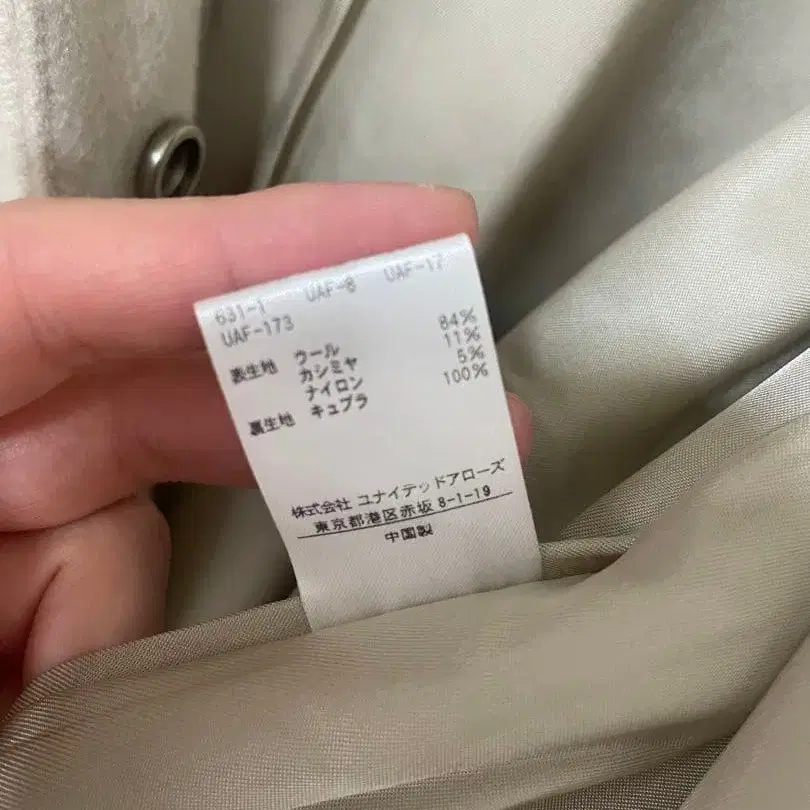 631-1 UAF-8 UAF-17
UAF-173
表生地 ウール 84%
カシミヤ 11%
ナイロン 5%
裏生地 キュプラ 100%
株式会社 ユナイテッドアローズ
東京都港区赤坂 8-1-19
中国製